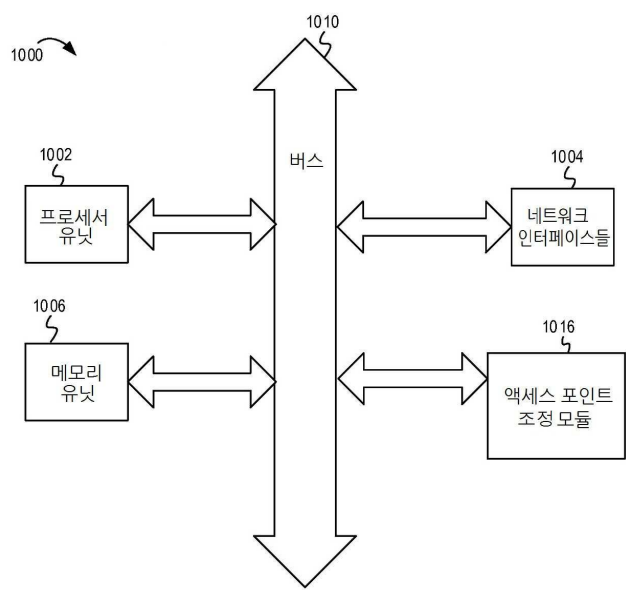 1010
1000
버스
1002
프로세서
유닛
1004
네트워크
인터페이스들
1006
메모리
유닛
1016
액세스 포인트
조정 모듈